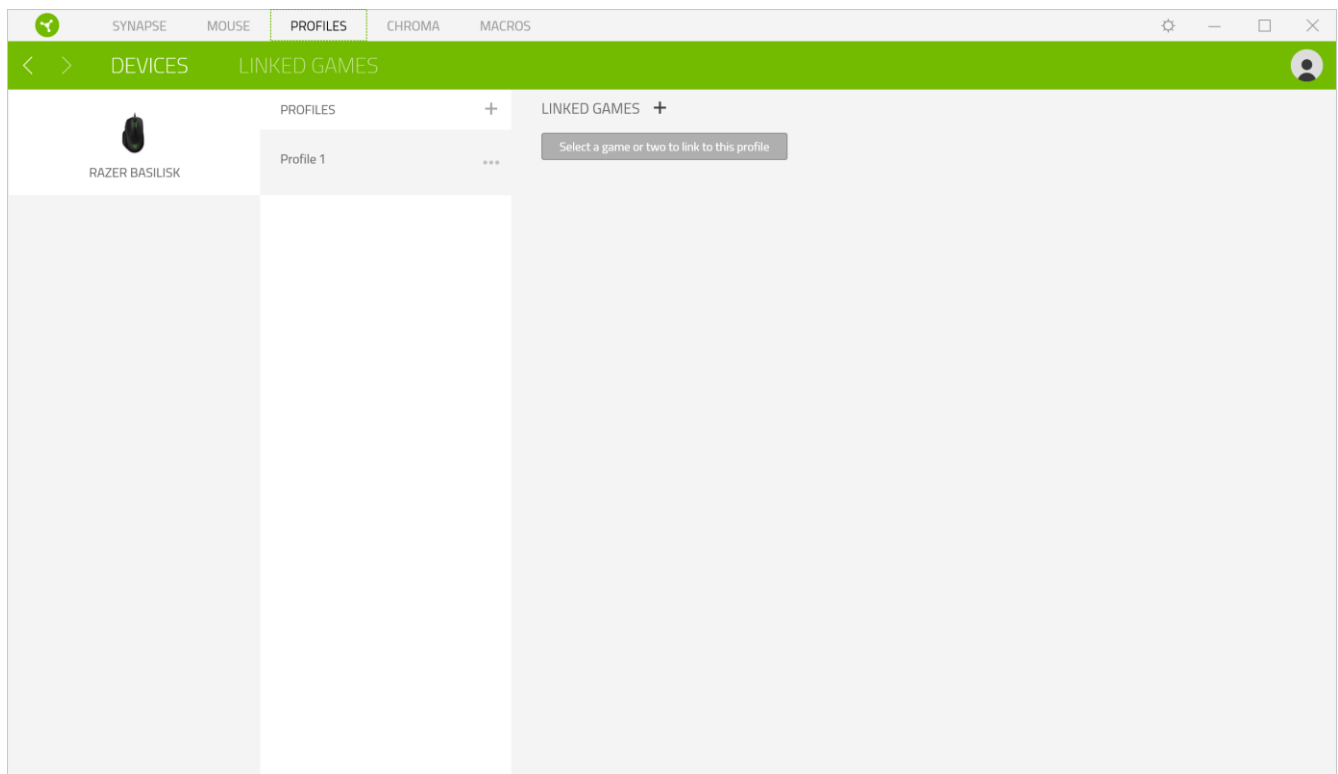 SYNAPSE MOUSE PROFILES CHROMA MACROS
DEVICES LINKED GAMES
RAZER BASILISK
PROFILES +
Profile 1 ...
LINKED GAMES +
Select a game or two to link to this profile